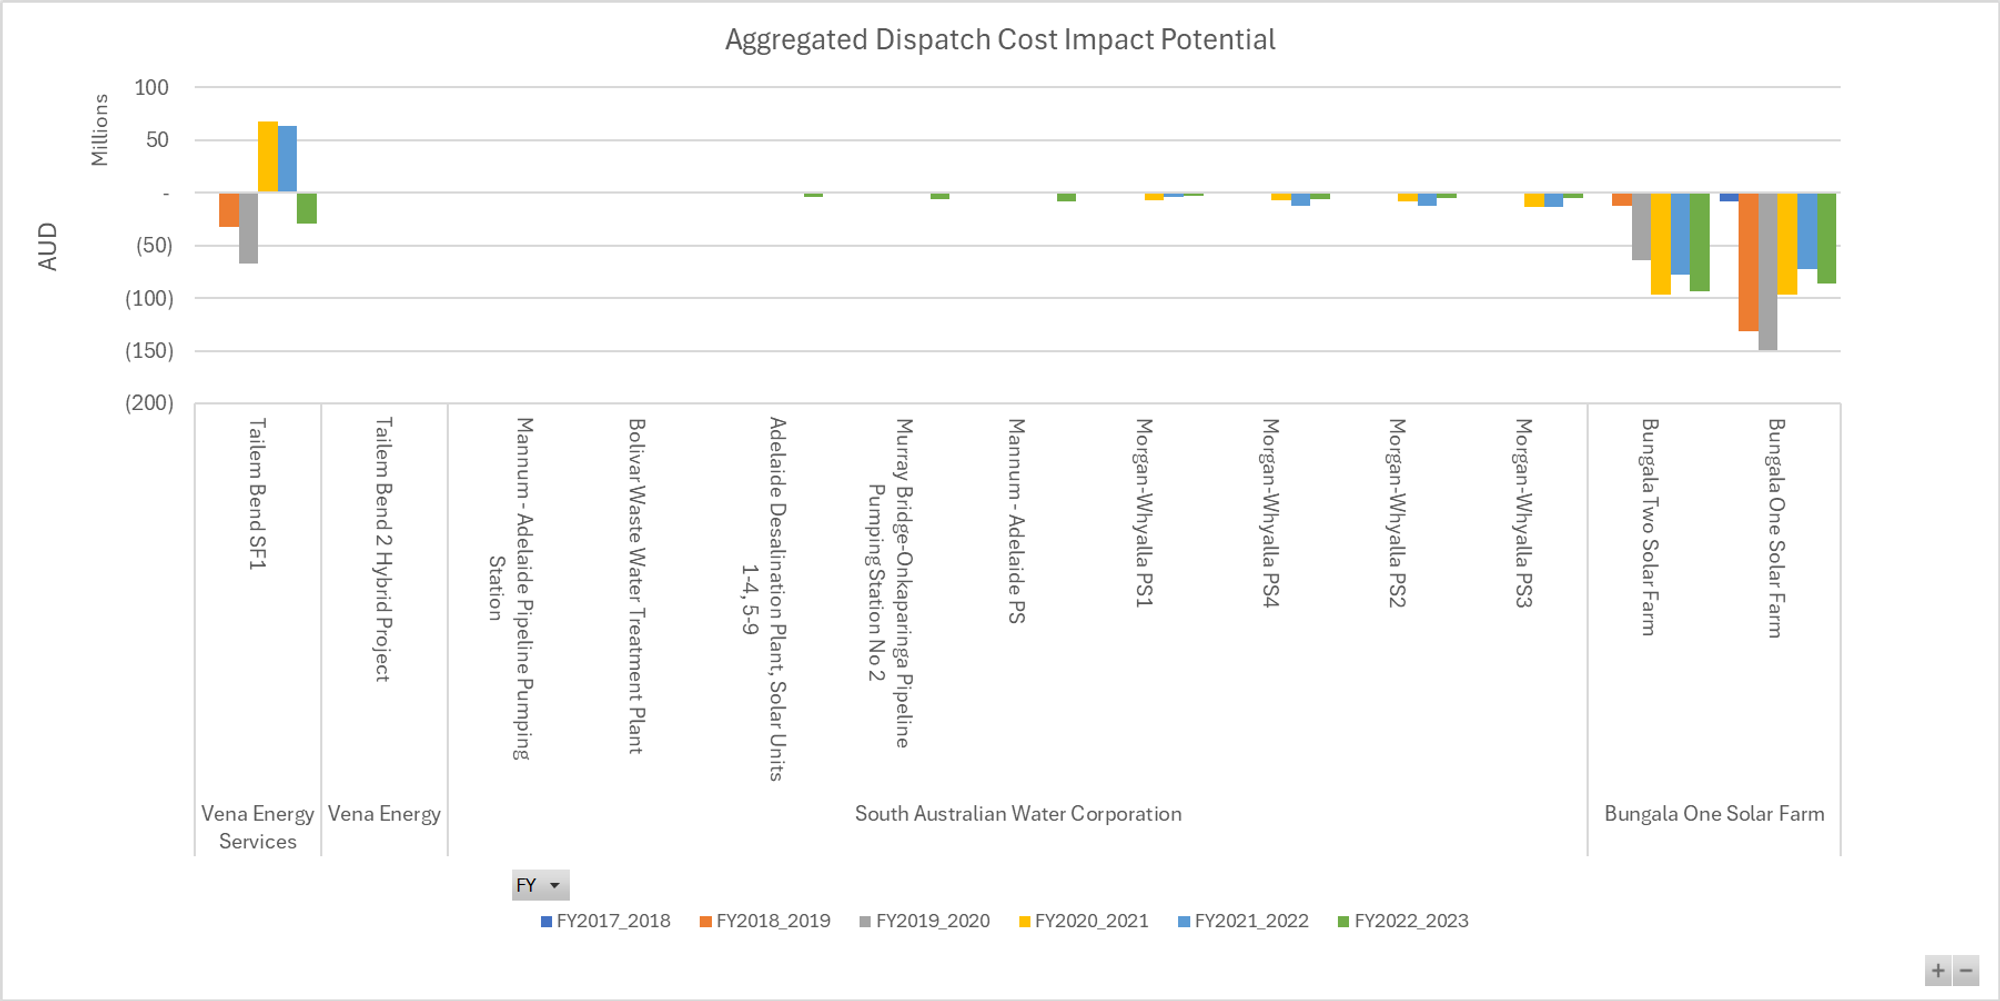 Aggregated Dispatch Cost Impact Potential
Millions
AUD
100
50
-
(50)
(100)
(150)
(200)
Tailem Bend SF1
Tailem Bend 2 Hybrid Project
Mannum - Adelaide Pipeline Pumping
Station
Bolivar Waste Water Treatment Plant
Adelaide Desalination Plant, Solar Units
1-4, 5-9
Murray Bridge-Onkaparinga Pipeline
Pumping Station No 2
Mannum - Adelaide PS
Morgan-Whyalla PS1
Morgan-Whyalla PS4
Morgan-Whyalla PS2
Morgan-Whyalla PS3
Bungala Two Solar Farm
Bungala One Solar Farm
Vena Energy
Services
Vena Energy
South Australian Water Corporation
Bungala One Solar Farm
FY
FY2017_2018
FY2018_2019
FY2019_2020
FY2020_2021
FY2021_2022
FY2022_2023
+ −